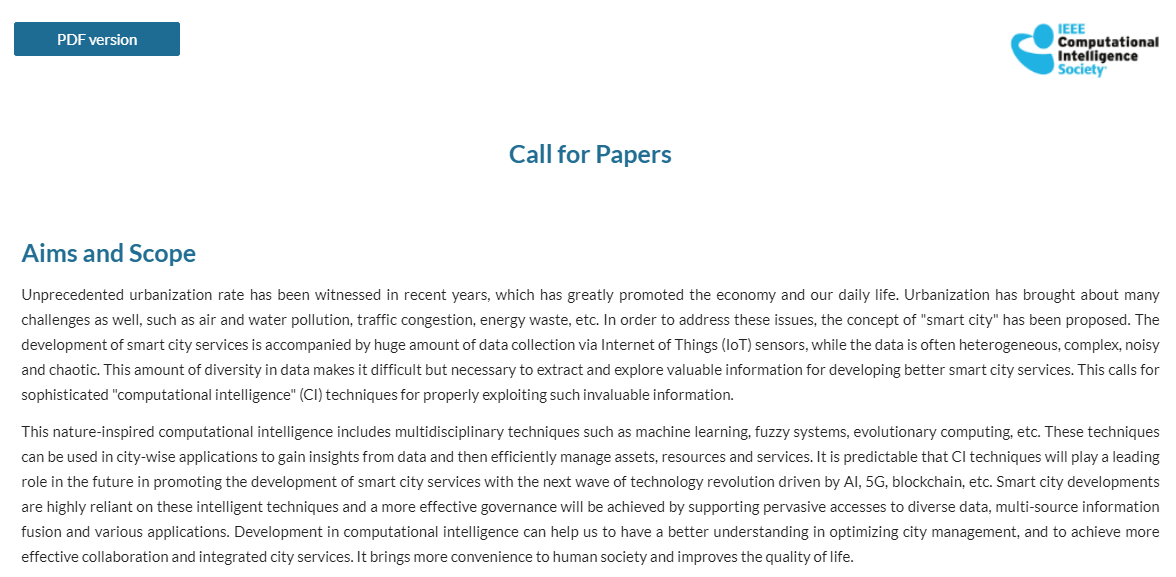 PDF version
IEEE
Computational
Intelligence
Society
Call for Papers
Aims and Scope
Unprecedented urbanization rate has been witnessed in recent years, which has greatly promoted the economy and our daily life. Urbanization has brought about many
challenges as well, such as air and water pollution, traffic congestion, energy waste, etc. In order to address these issues, the concept of "smart city" has been proposed. The
development of smart city services is accompanied by huge amount of data collection via Internet of Things (IoT) sensors, while the data is often heterogeneous, complex, noisy
and chaotic. This amount of diversity in data makes it difficult but necessary to extract and explore valuable information for developing better smart city services. This calls for
sophisticated "computational intelligence" (CI) techniques for properly exploiting such invaluable information.
This nature-inspired computational intelligence includes multidisciplinary techniques such as machine learning, fuzzy systems, evolutionary computing, etc. These techniques
can be used in city-wise applications to gain insights from data and then efficiently manage assets, resources and services. It is predictable that CI techniques will play a leading
role in the future in promoting the development of smart city services with the next wave of technology revolution driven by AI, 5G, blockchain, etc. Smart city developments
are highly reliant on these intelligent techniques and a more effective governance will be achieved by supporting pervasive accesses to diverse data, multi-source information
fusion and various applications. Development in computational intelligence can help us to have a better understanding in optimizing city management, and to achieve more
effective collaboration and integrated city services. It brings more convenience to human society and improves the quality of life.